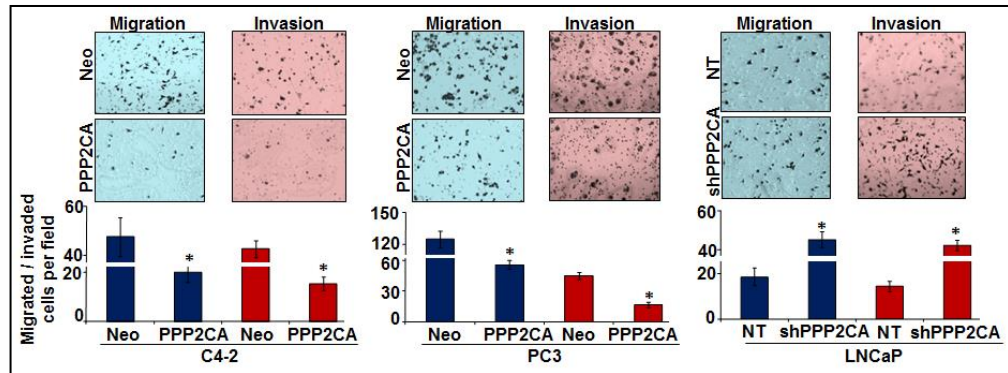 Migration Invasion
Neo
PPP2CA
Migration Invasion
Neo
PPP2CA
Migration Invasion
NT
shPPP2CA
Migrated / invaded
cells per field
60
40
20
0
*
*
Neo PPP2CA Neo PPP2CA
C4-2
150
120
60
30
0
*
*
Neo PPP2CA Neo PPP2CA
PC3
60
40
20
0
*
*
NT shPPP2CA NT shPPP2CA
LNCaP